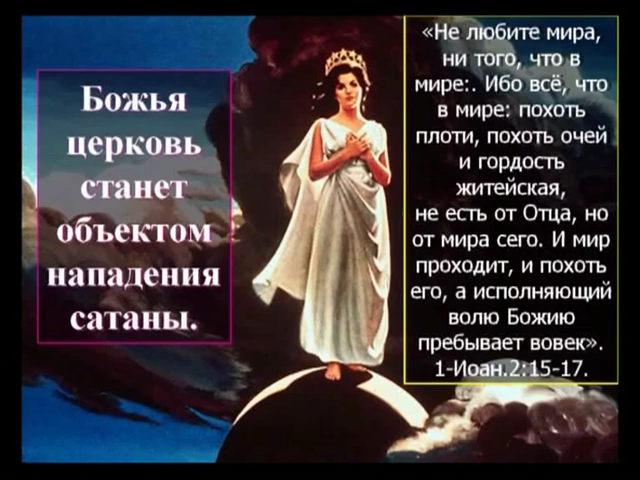 Божья
церковь
станет
объектом
нападения
сатаны.
«Не любите мира,
ни того, что в
мире:. Ибо всё, что
в мире: похоть
плоти, похоть очей
и гордость
житейская,
не есть от Отца, но
от мира сего. И мир
проходит, и похоть
его, а исполняющий
волю Божию
пребывает вовек».
1-Иоан.2:15-17.